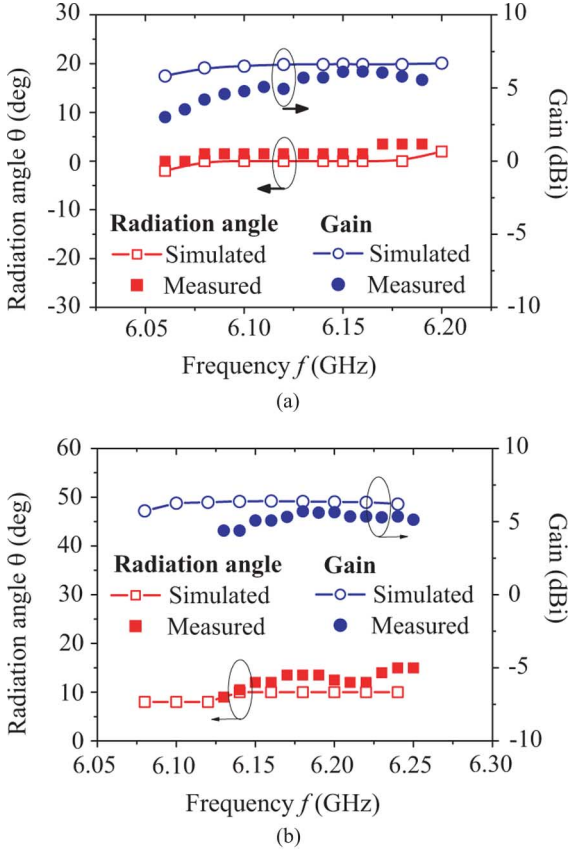 30
20
10
0
-10
-20
-30
10
5
0
-5
-10
Radiation angle θ (deg)
Gain (dBi)
Radiation angle Gain
Simulated Simulated
Measured Measured
6.05 6.10 6.15 6.20
Frequency f (GHz)
(a)
60
50
40
30
20
10
0
10
5
0
-5
-10
Radiation angle θ (deg)
Gain (dBi)
Radiation angle Gain
Simulated Simulated
Measured Measured
6.05 6.10 6.15 6.20 6.25 6.30
Frequency f (GHz)
(b)